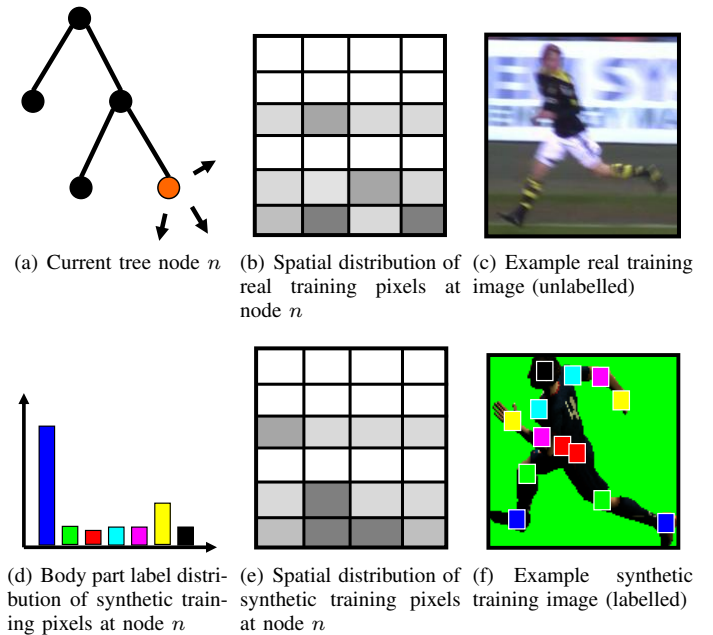 (a) Current tree node n
(b) Spatial distribution of
real training pixels at
node n
(c) Example real training
image (unlabelled)
(d) Body part label distri-
bution of synthetic train-
ing pixels at node n
(e) Spatial distribution of
synthetic training pixels
at node n
(f) Example synthetic
training image (labelled)